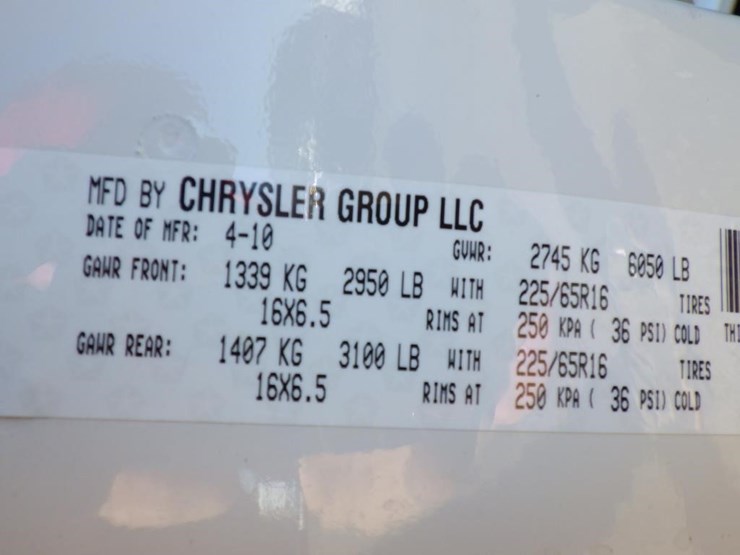 MFD BY CHRYSLER GROUP LLC
DATE OF MFR: 4-10 GVWR: 2745 KG 6050 LB
GAWR FRONT: 1339 KG 2950 LB WITH 225/65R16 TIRES
16X6.5 RIMS AT 250 KPA ( 36 PSI) COLD
GAWR REAR: 1407 KG 3100 LB WITH 225/65R16 TIRES
16X6.5 RIMS AT 250 KPA ( 36 PSI) COLD